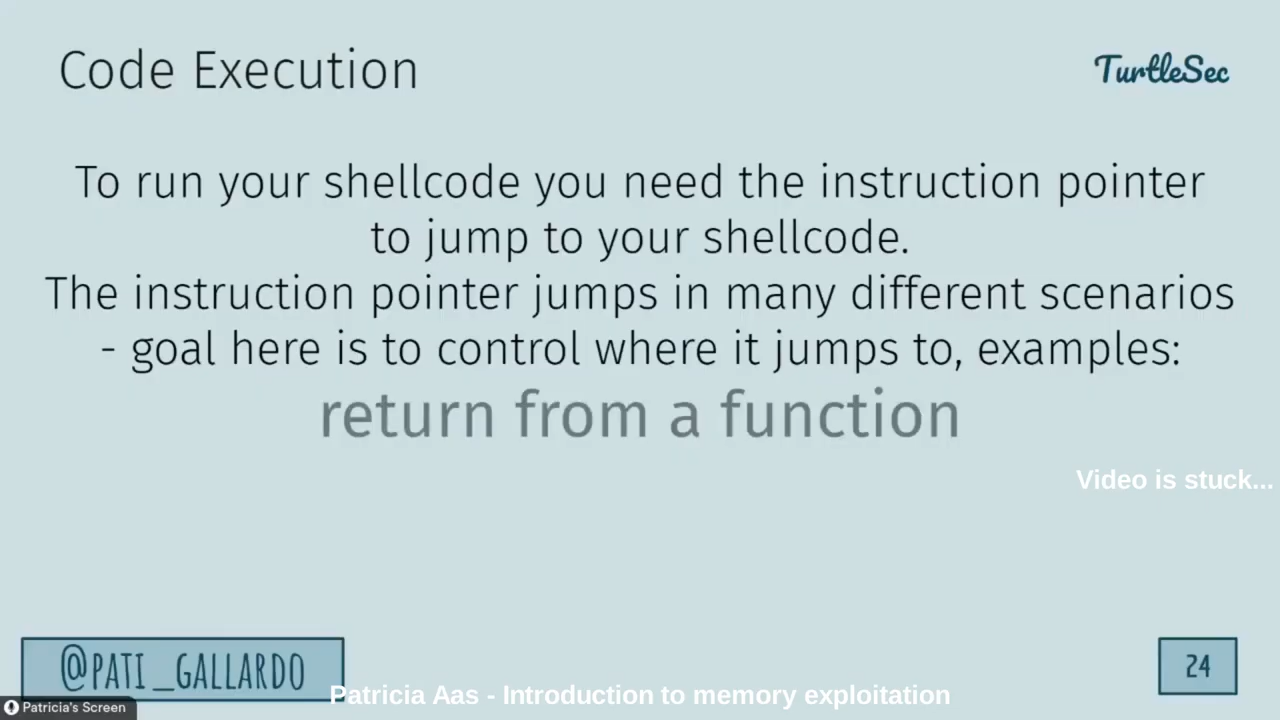 Code Execution
TurtleSec
To run your shellcode you need the instruction pointer
to jump to your shellcode.
The instruction pointer jumps in many different scenarios
- goal here is to control where it jumps to, examples:
return from a function
Video is stuck...
@PATI_GALLARDO
24
Patricia Aas - Introduction to memory exploitation
Patricia's Screen